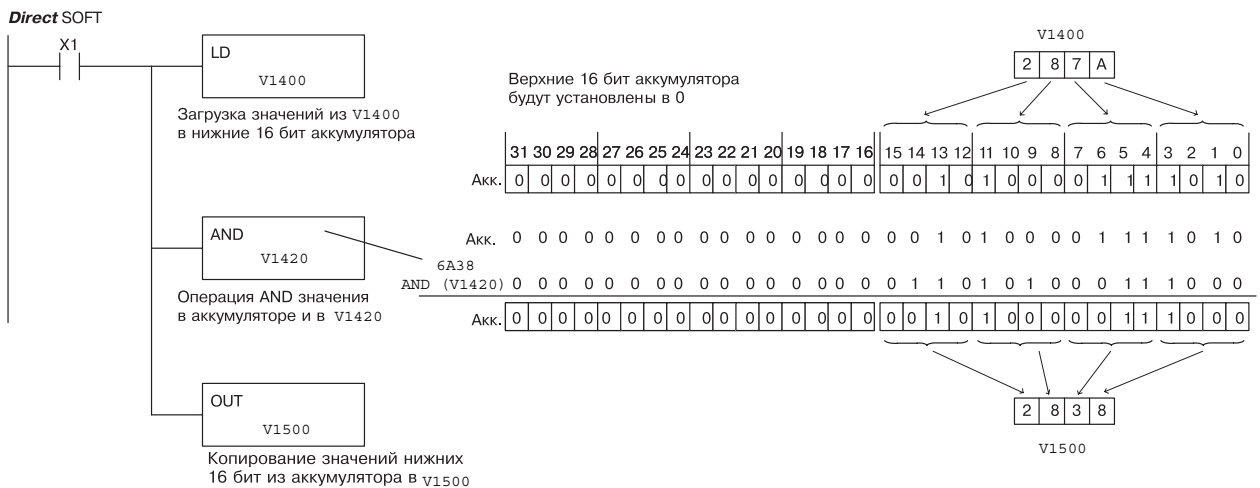 Direct SOFT
X1
LD
V1400
Загрузка значений из V1400
в нижние 16 бит аккумулятора
Верхние 16 бит аккумулятора
будут установлены в 0
V1400
2 8 7 A
31 30 29 28 27 26 25 24 23 22 21 20 19 18 17 16 15 14 13 12 11 10 9 8 7 6 5 4 3 2 1 0
Акк. 0 0 0 0 0 0 0 0 0 0 0 0 0 0 0 0 0 0 1 0 1 0 0 0 0 1 1 1 1 0 1 0
AND
V1420
Операция AND значения
в аккумуляторе и в V1420
Акк. 0 0 0 0 0 0 0 0 0 0 0 0 0 0 0 0 0 0 1 0 1 0 0 0 0 1 1 1 1 0 1 0
6A38
AND (V1420) 0 0 0 0 0 0 0 0 0 0 0 0 0 0 0 0 0 1 1 0 1 0 1 0 0 0 1 1 1 0 0 0
Акк. 0 0 0 0 0 0 0 0 0 0 0 0 0 0 0 0 0 0 1 0 1 0 0 0 0 0 1 1 1 0 0 0
2 8 3 8
V1500
OUT
V1500
Копирование значений нижних
16 бит из аккумулятора в V1500